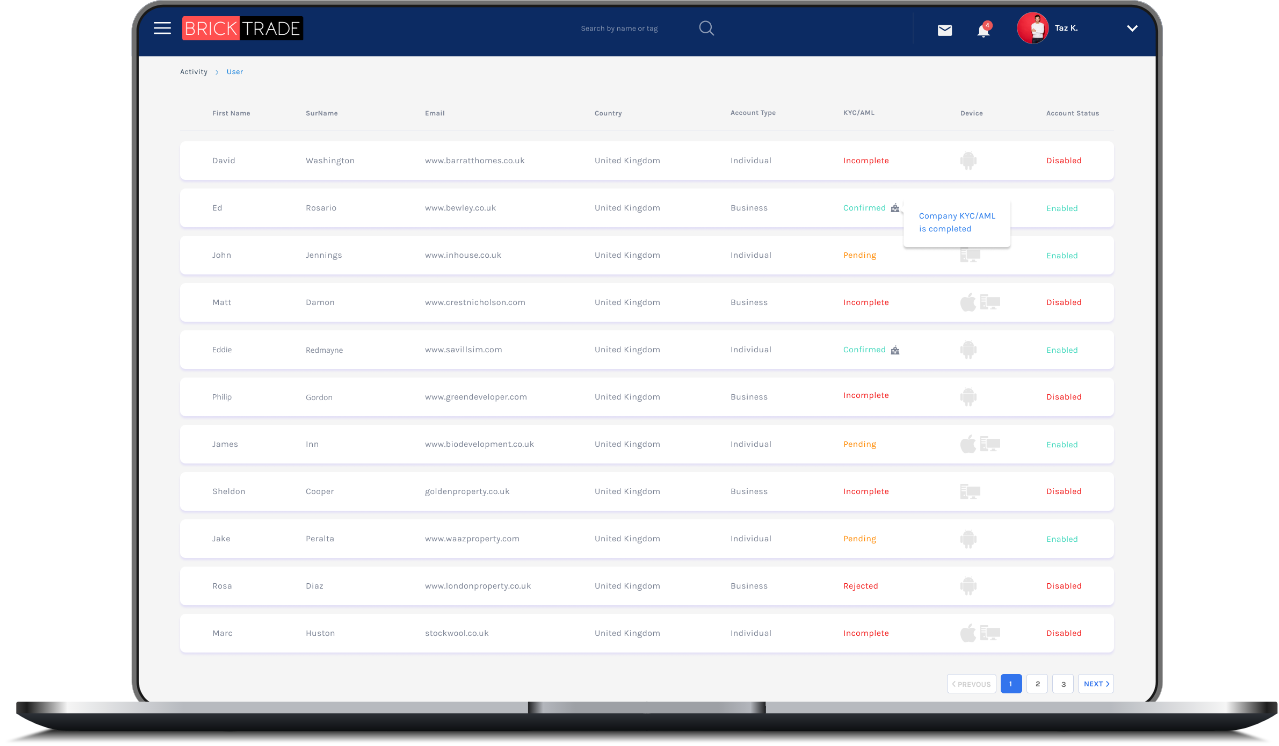 BRICK TRADE Search by name or tag 4 Taz K.
Activity › User
First Name SurName Email Country Account Type KYC/AML Device Account Status
David Washington www.barratthomes.co.uk United Kingdom Individual Incomplete Disabled
Ed Rosario www.bewley.co.uk United Kingdom Business Confirmed Enabled
Company KYC/AML
is completed
John Jennings www.inhouse.co.uk United Kingdom Individual Pending Enabled
Matt Damon www.crestnicholson.com United Kingdom Business Incomplete Disabled
Eddie Redmayne www.savillsim.com United Kingdom Individual Confirmed Enabled
Philip Gordon www.greendeveloper.com United Kingdom Business Incomplete Disabled
James Inn www.biodevelopment.co.uk United Kingdom Individual Pending Enabled
Sheldon Cooper goldenproperty.co.uk United Kingdom Business Incomplete Disabled
Jake Peralta www.waazproperty.com United Kingdom Individual Pending Enabled
Rosa Diaz www.londonproperty.co.uk United Kingdom Business Rejected Disabled
Marc Huston stockwool.co.uk United Kingdom Individual Incomplete Disabled
‹ PREVOUS 1 2 3 NEXT ›